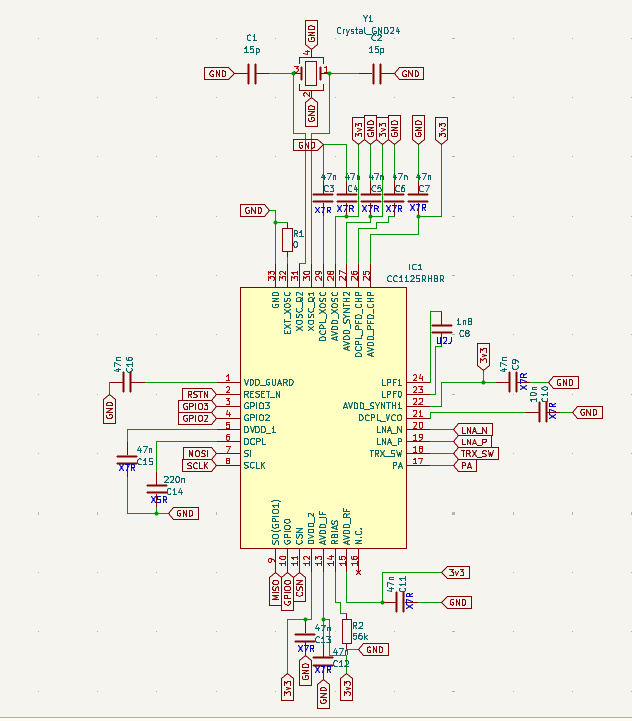 Y1
Crystal_GND24
C1
15p
C2
15p
GND
GND
GND
GND
4
3
1
2
3v3
GND
3v3
GND
GND
3v3
GND
47n
C3
X7R
47n
C4
X7R
47n
C5
X7R
47n
C6
X7R
47n
C7
X7R
GND
R1
0
IC1
CC1125RHBR
33
32
31
30
29
28
27
26
25
GND
EXT_XOSC
XOSC_Q2
XOSC_Q1
DCPL_XOSC
AVDD_XOSC
AVDD_SYNTH2
DCPL_PFD_CHP
AVDD_PFD_CHP
1n8
C8
U2J
3v3
47n
C9
X7R
GND
10n
C10
X7R
GND
47n
C16
GND
1 VDD_GUARD
RSTN 2 RESET_N
GPIO3 3 GPIO3
GPIO2 4 GPIO2
5 DVDD_1
6 DCPL
NOSI 7 SI
SCLK 8 SCLK
LPF1 24
LPF0 23
AVDD_SYNTH1 22
DCPL_VCO 21
LNA_N 20 LNA_N
LNA_P 19 LNA_P
TRX_SW 18 TRX_SW
PA 17 PA
47n
C15
X7R
220n
C14
X5R
GND
SO(GPIO1)
GPIO0
CSN
DVDD_2
AVDD_IF
RBIAS
AVDD_RF
N.C.
9
10
11
12
13
14
15
16
MISO
GPIO0
CSN
3v3
47n
C11
X7R
GND
47n
C13
X7R
GND
47n
C12
X7R
R2
56k
GND
3v3
GND
3v3